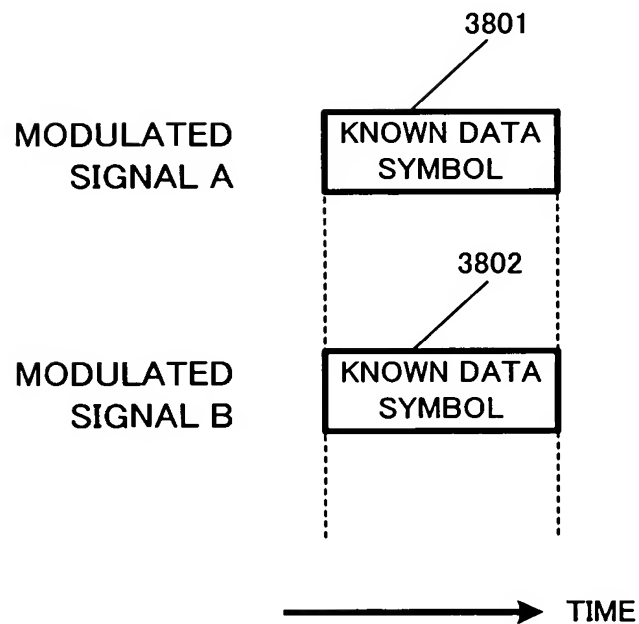 3801
MODULATED
SIGNAL A
KNOWN DATA
SYMBOL
3802
MODULATED
SIGNAL B
KNOWN DATA
SYMBOL
TIME